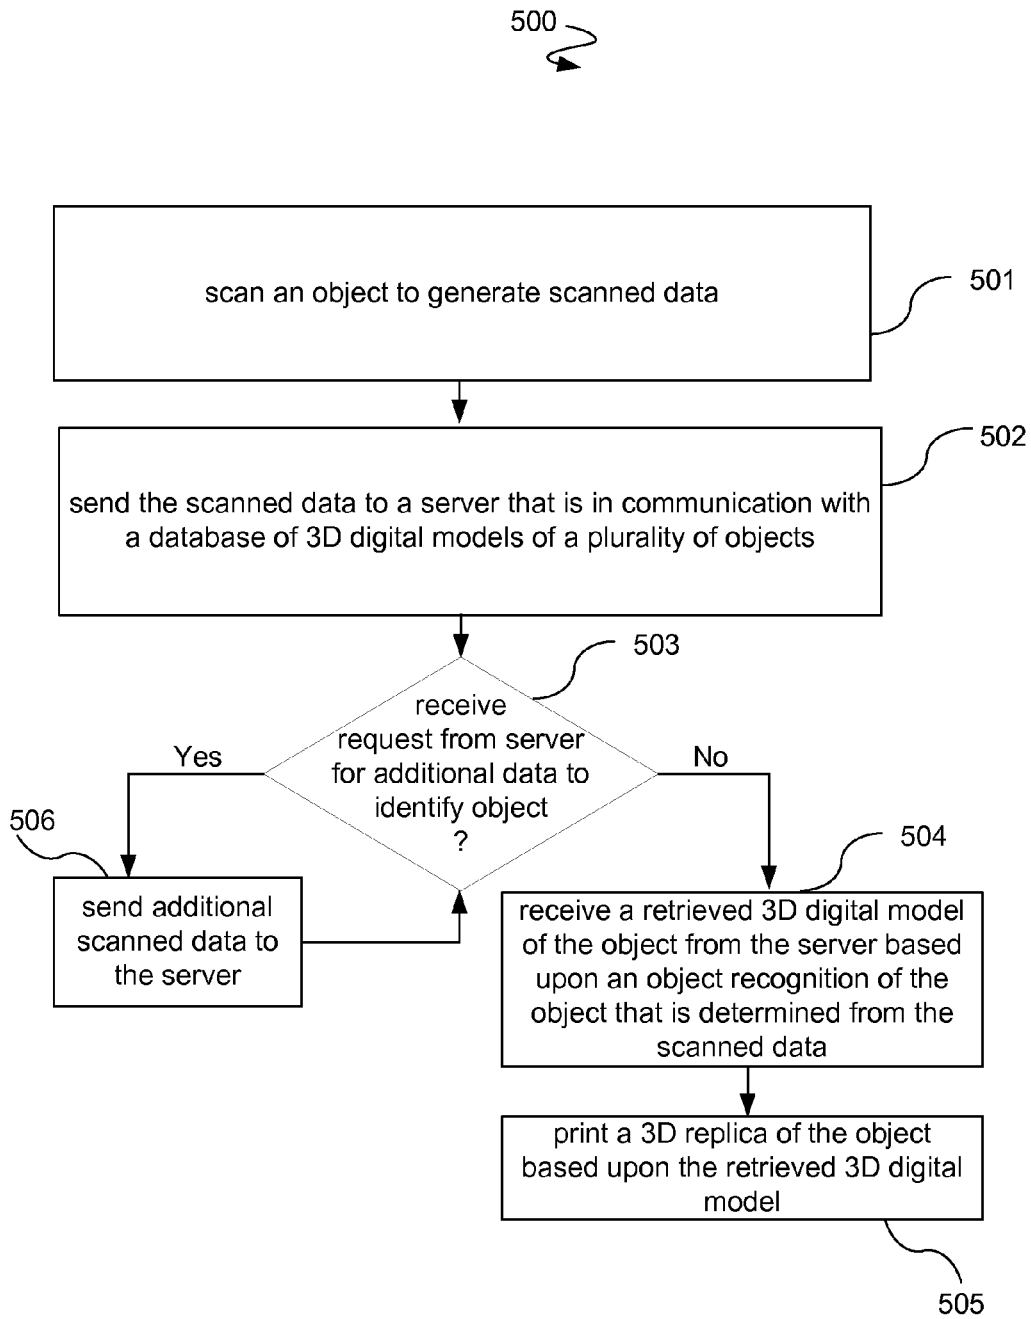 500
scan an object to generate scanned data
501
send the scanned data to a server that is in communication with
a database of 3D digital models of a plurality of objects
502
503
receive
request from server
for additional data to
identify object
?
Yes
No
506
send additional
scanned data to
the server
504
receive a retrieved 3D digital model
of the object from the server based
upon an object recognition of the
object that is determined from the
scanned data
print a 3D replica of the object
based upon the retrieved 3D digital
model
505